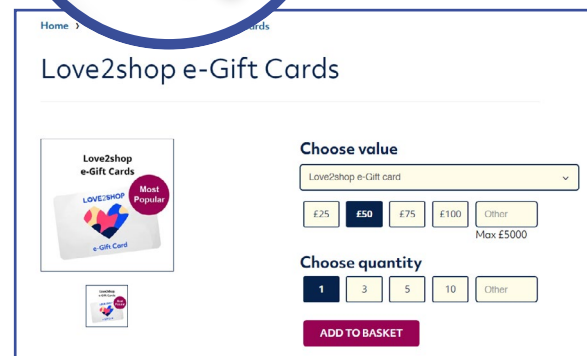 Home >
Love2shop e-Gift Cards
Love2shop
e-Gift Cards
Most
Popular
LOVE2SHOP
e-Gift Card
Choose value
Love2shop e-Gift card
£25 £50 £75 £100 Other
Max £5000
Choose quantity
1 3 5 10 Other
ADD TO BASKET